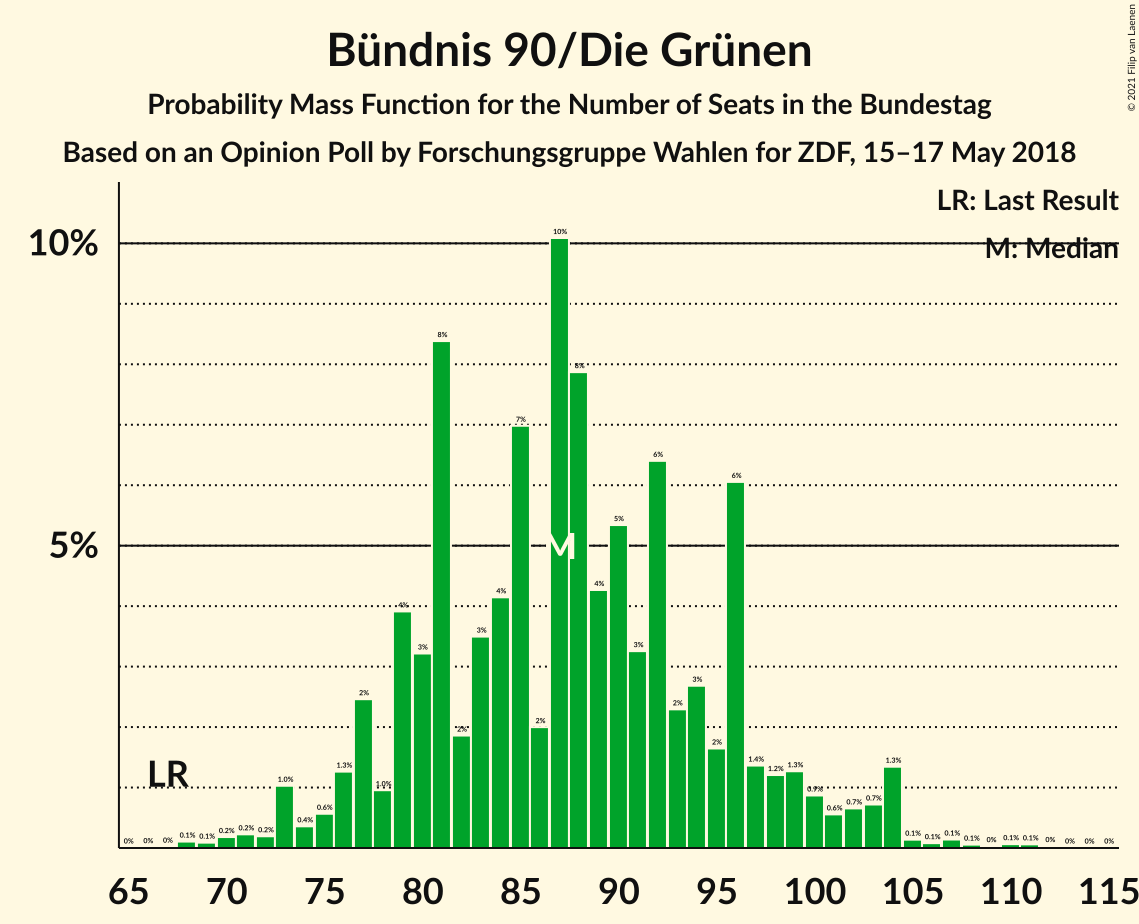 Bündnis 90/Die Grünen
Probability Mass Function for the Number of Seats in the Bundestag
Based on an Opinion Poll by Forschungsgruppe Wahlen for ZDF, 15–17 May 2018
© 2021 Filip van Laenen
LR: Last Result
M: Median
10%
5%
LR
M
0% 0% 0% 0.1% 0.1% 0.2% 0.2% 0.2% 1.0% 0.4% 0.6% 1.3% 2% 1.0% 4% 3% 8% 2% 3% 4% 7% 2% 10% 8% 4% 5% 3% 6% 2% 3% 2% 6% 1.4% 1.2% 1.3% 0.9% 0.6% 0.7% 0.7% 1.3% 0.1% 0.1% 0.1% 0.1% 0% 0.1% 0.1% 0% 0% 0% 0%
65 70 75 80 85 90 95 100 105 110 115